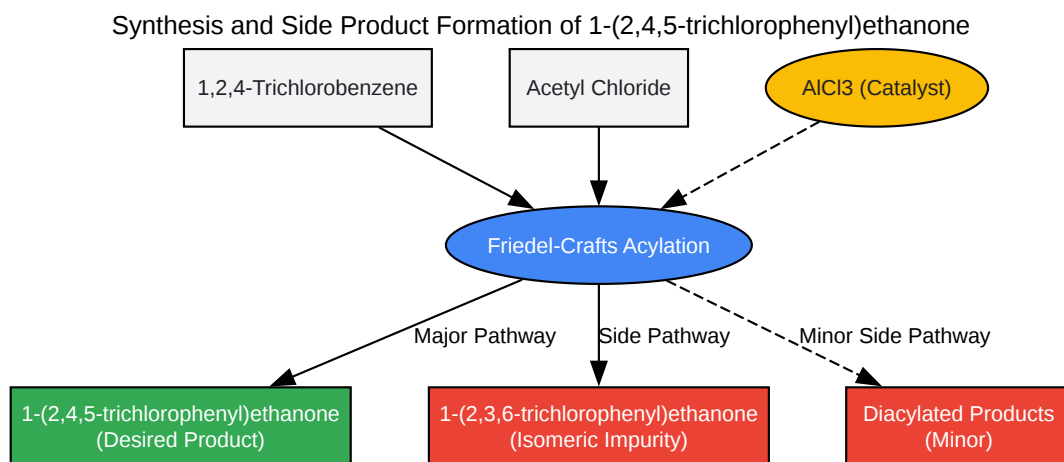 Synthesis and Side Product Formation of 1-(2,4,5-trichlorophenyl)ethanone
1,2,4-Trichlorobenzene
Acetyl Chloride
AlCl3 (Catalyst)
Friedel-Crafts Acylation
Major Pathway
Side Pathway
Minor Side Pathway
1-(2,4,5-trichlorophenyl)ethanone
(Desired Product)
1-(2,3,6-trichlorophenyl)ethanone
(Isomeric Impurity)
Diacylated Products
(Minor)